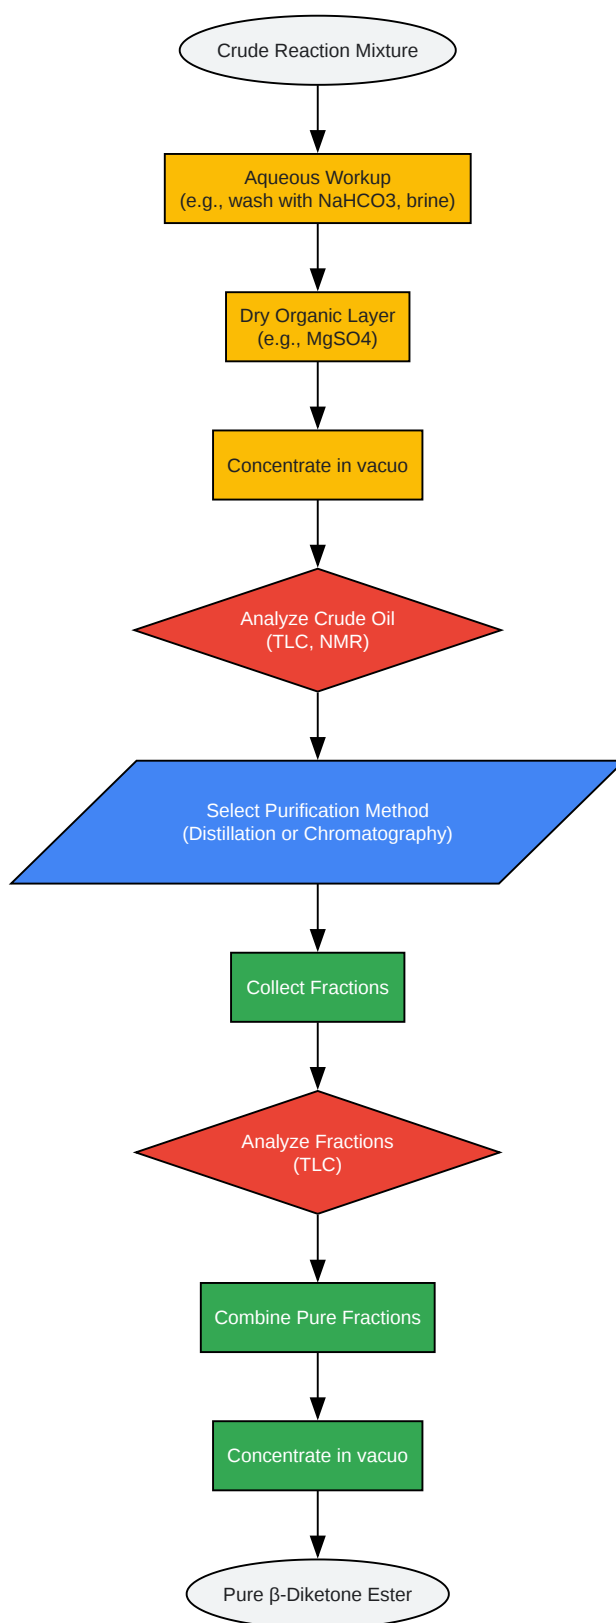 Crude Reaction Mixture
Aqueous Workup
(e.g., wash with NaHCO3, brine)
Dry Organic Layer
(e.g., MgSO4)
Concentrate in vacuo
Analyze Crude Oil
(TLC, NMR)
Select Purification Method
(Distillation or Chromatography)
Collect Fractions
Analyze Fractions
(TLC)
Combine Pure Fractions
Concentrate in vacuo
Pure β-Diketone Ester